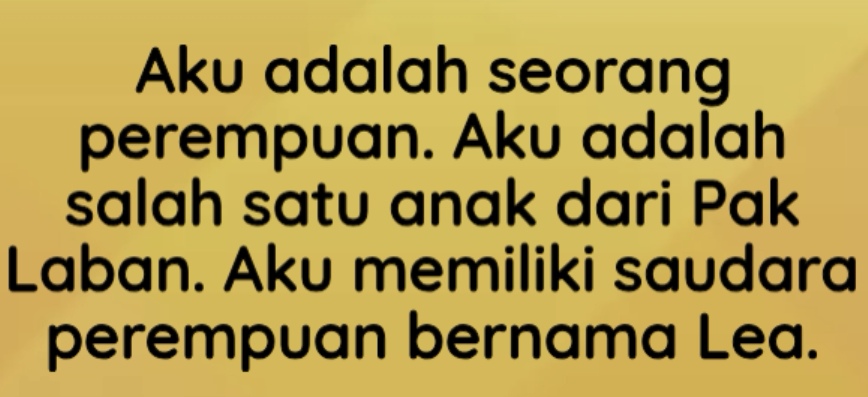 Aku adalah seorang
perempuan. Aku adalah
salah satu anak dari Pak
Laban. Aku memiliki saudara
perempuan bernama Lea.